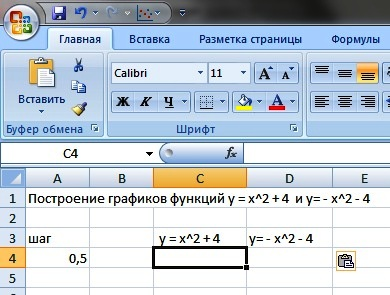 Главная Вставка Разметка страницы Формулы
Вставить
Calibri 11 A A
Ж К Ч А
Буфер обмена Шрифт
C4 fx
A B C D E
1 Построение графиков функций y = x^2 + 4 и y= - x^2 - 4
2
3 шаг y = x^2 + 4 y= - x^2 - 4
4 0,5
5